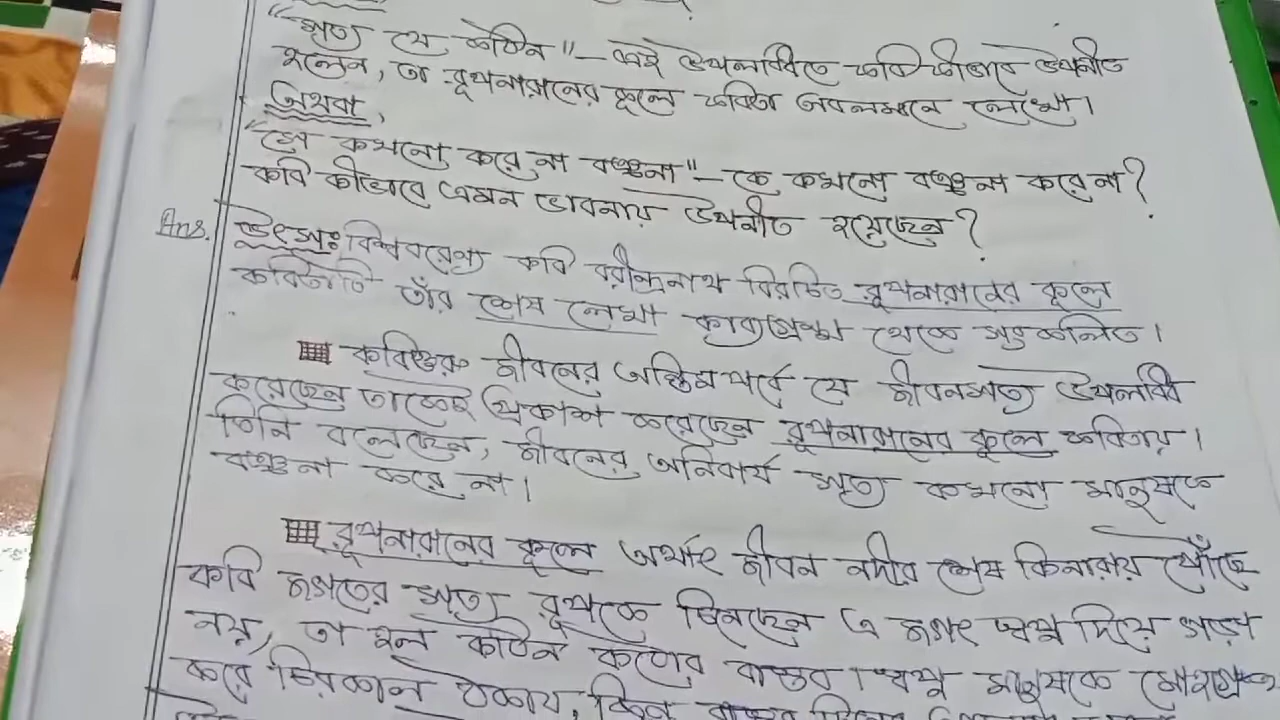 "সত্য যে কঠিন" – এই উপলব্ধিতে কবি কীভাবে উপনীত
হলেন, তা রূপনারানের কূলে কবিতা অবলম্বনে লেখো।
অথবা,
"সে কখনো করে না বঞ্চনা" – কে কখনো বঞ্চনা করে না?
কবি কীভাবে এমন ভাবনায় উপনীত হয়েছেন?
Ans. উৎসঃ বিশ্ববরেণ্য কবি রবীন্দ্রনাথ বিরচিত রূপনারানের কূলে
কবিতাটি তাঁর শেষ লেখা কাব্যগ্রন্থ থেকে সংকলিত।
কবিগুরু জীবনের অন্তিমপর্বে যে জীবনসত্য উপলব্ধি
করেছেন তাকেই প্রকাশ করেছেন রূপনারানের কূলে কবিতায়।
তিনি বলেছেন, জীবনের অনিবার্য সত্য কখনো মানুষকে
বঞ্চনা করে না।
রূপনারানের কূলে অর্থাৎ জীবন নদীর শেষ কিনারায় পৌঁছে
কবি জগতের সত্য রূপকে চিনছেন এ জগৎ স্বপ্ন দিয়ে গড়া
নয়, তা হল কঠিন কঠোর বাস্তব। স্বপ্ন মানুষকে মোহগ্রস্ত
করে চিরকাল ঠকায়, কিন্তু বাস্তব